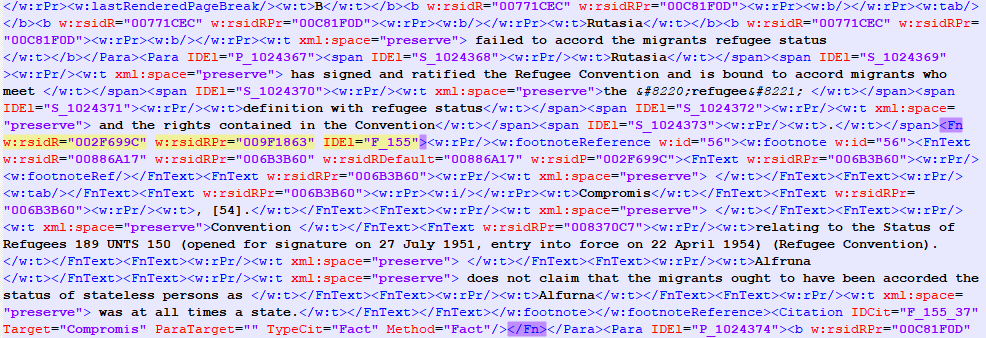 </w:rPr><w:lastRenderedPageBreak/><w:t>B</w:t></b><b w:rsidR="00771CEC" w:rsidRPr="00C81F0D"><w:rPr><w:b/></w:rPr><w:tab/>
</b><b w:rsidR="00771CEC" w:rsidRPr="00C81F0D"><w:rPr><w:b/></w:rPr><w:t>Rutasia</w:t></b><b w:rsidR="00771CEC" w:rsidRPr=
"00C81F0D"><w:rPr><w:b/></w:rPr><w:t xml:space="preserve"> failed to accord the migrants refugee status
</w:t></b></Para><Para IDEl="P_1024367"><span IDEl="S_1024368"><w:rPr/><w:t>Rutasia</w:t></span><span IDEl="S_1024369"
><w:rPr/><w:t xml:space="preserve"> has signed and ratified the Refugee Convention and is bound to accord migrants who
meet </w:t></span><span IDEl="S_1024370"><w:rPr/><w:t xml:space="preserve">the &#8220;refugee&#8221; </w:t></span><span
IDEl="S_1024371"><w:rPr/><w:t>definition with refugee status</w:t></span><span IDEl="S_1024372"><w:rPr/><w:t xml:space=
"preserve"> and the rights contained in the Convention</w:t></span><span IDEl="S_1024373"><w:rPr/><w:t>.</w:t></span><Fn
w:rsidR="002F699C" w:rsidRPr="009F1863" IDEl="F_155"><w:rPr/><w:footnoteReference w:id="56"><w:footnote w:id="56"><FnText
w:rsidR="00886A17" w:rsidRPr="006B3B60" w:rsidRDefault="00886A17" w:rsidP="002F699C"><FnText w:rsidRPr="006B3B60"><w:rPr/>
<w:footnoteRef/></FnText><FnText w:rsidRPr="006B3B60"><w:rPr/><w:t xml:space="preserve"> </w:t></FnText><FnText><w:rPr/>
<w:tab/></FnText><FnText w:rsidRPr="006B3B60"><w:rPr><w:i/></w:rPr><w:t>Compromis</w:t></FnText><FnText w:rsidRPr=
"006B3B60"><w:rPr/><w:t>, [54].</w:t></FnText><FnText><w:rPr/><w:t xml:space="preserve"> </w:t></FnText><FnText><w:rPr/>
<w:t xml:space="preserve">Convention </w:t></FnText><FnText w:rsidRPr="008370C7"><w:rPr/><w:t>relating to the Status of
Refugees 189 UNTS 150 (opened for signature on 27 July 1951, entry into force on 22 April 1954) (Refugee Convention).
</w:t></FnText><FnText><w:rPr/><w:t xml:space="preserve"> </w:t></FnText><FnText><w:rPr/><w:t>Alfruna
</w:t></FnText><FnText><w:rPr/><w:t xml:space="preserve"> does not claim that the migrants ought to have been accorded the
status of stateless persons as </w:t></FnText><FnText><w:rPr/><w:t>Alfurna</w:t></FnText><FnText><w:rPr/><w:t xml:space=
"preserve"> was at all times a state.</w:t></FnText></FnText></w:footnote></w:footnoteReference><Citation IDCit="F_155_37"
Target="Compromis" ParaTarget="" TypeCit="Fact" Method="Fact"/></Fn></Para><Para IDEl="P_1024374"><b w:rsidRPr="00C81F0D"